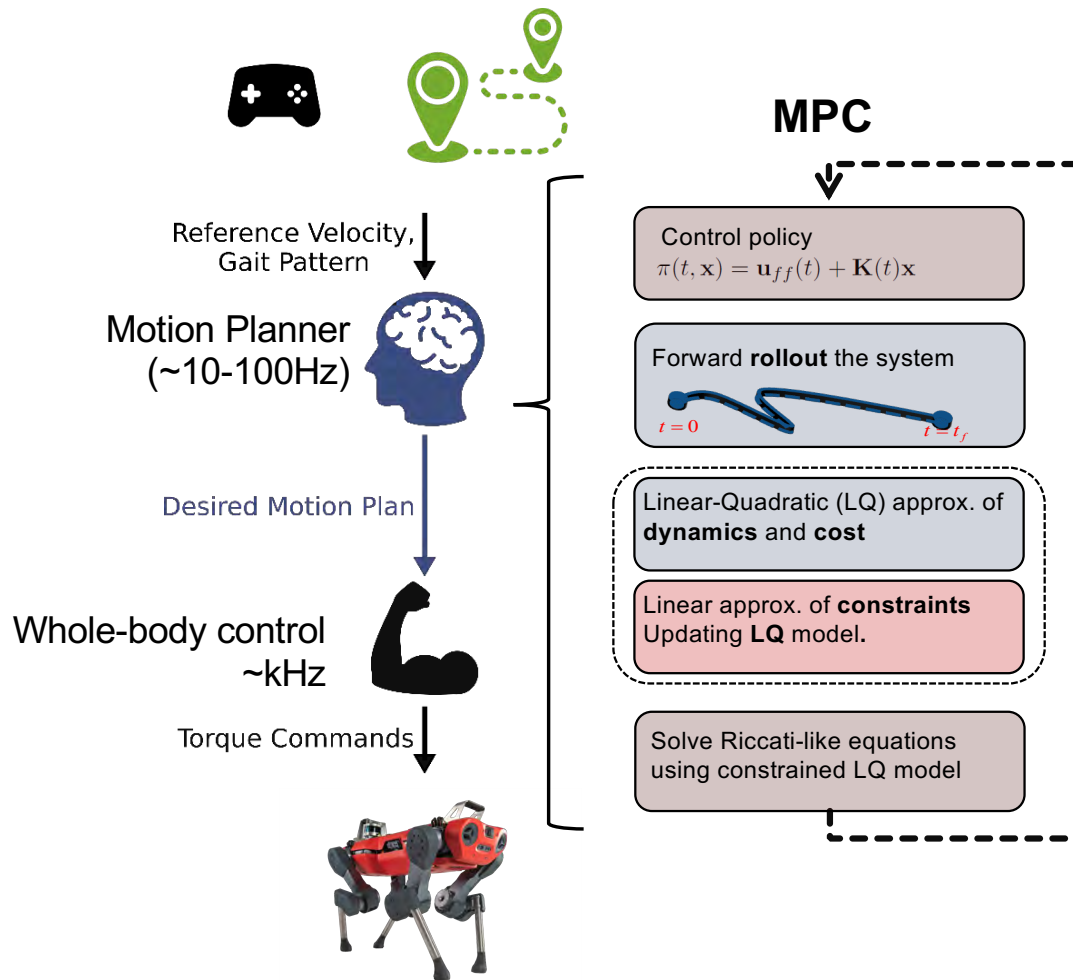 MPC
Reference Velocity,
Gait Pattern
Motion Planner
(~10-100Hz)
Desired Motion Plan
Whole-body control
~kHz
Torque Commands
Control policy
π(t, x) = u_{ff}(t) + K(t)x
Forward rollout the system
t = 0
t = t_f
Linear-Quadratic (LQ) approx. of
dynamics and cost
Linear approx. of constraints
Updating LQ model.
Solve Riccati-like equations
using constrained LQ model